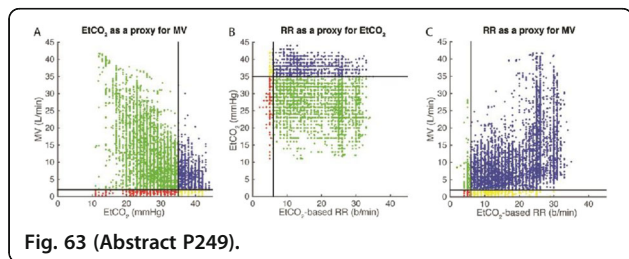 A EtCO₂ as a proxy for MV
B RR as a proxy for EtCO₂
C RR as a proxy for MV
MV (L/min)
45
40
35
30
25
20
15
10
5
0
0 10 20 30 40
EtCO₂ (mmHg)
EtCO₂ (mmHg)
45
40
35
30
25
20
15
10
5
0
0 10 20 30 40
EtCO₂-based RR (b/min)
MV (L/min)
45
40
35
30
25
20
15
10
5
0
0 10 20 30 40
EtCO₂-based RR (b/min)
Fig. 63 (Abstract P249).